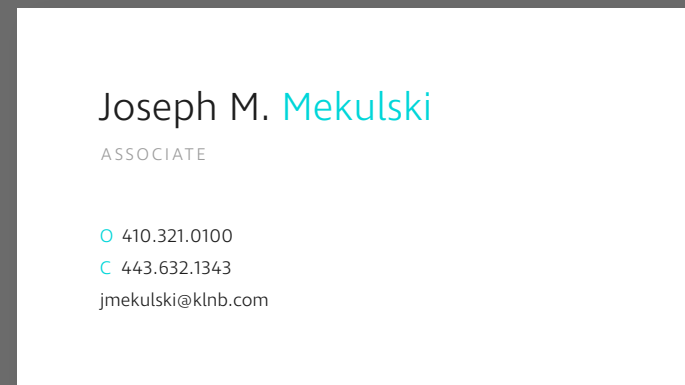 Joseph M. Mekulski
ASSOCIATE
O 410.321.0100
C 443.632.1343
jmekulski@klnb.com